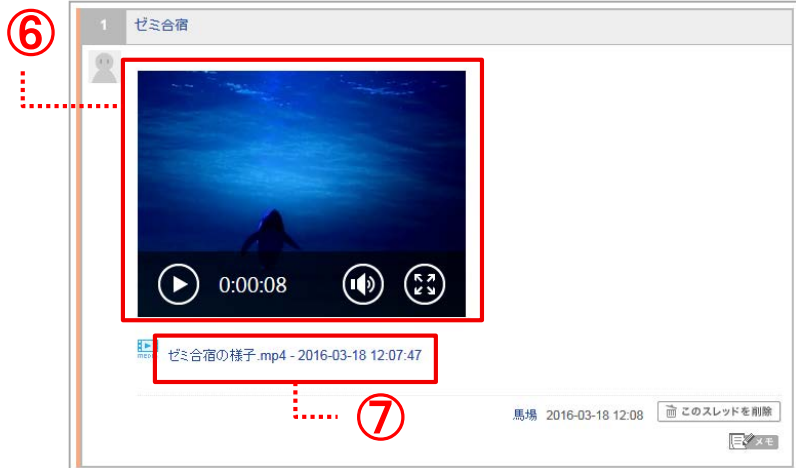 ⑥
1 ゼミ合宿
0:00:08
ゼミ合宿の様子.mp4 - 2016-03-18 12:07:47
⑦
馬場 2016-03-18 12:08 このスレッドを削除
メモ